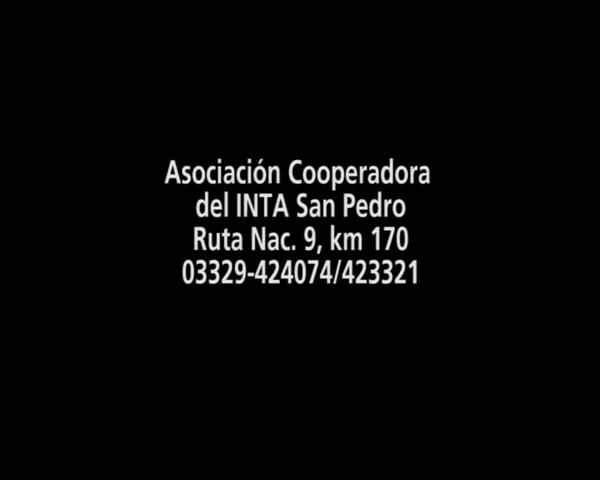 Asociación Cooperadora
del INTA San Pedro
Ruta Nac. 9, km 170
03329-424074/423321